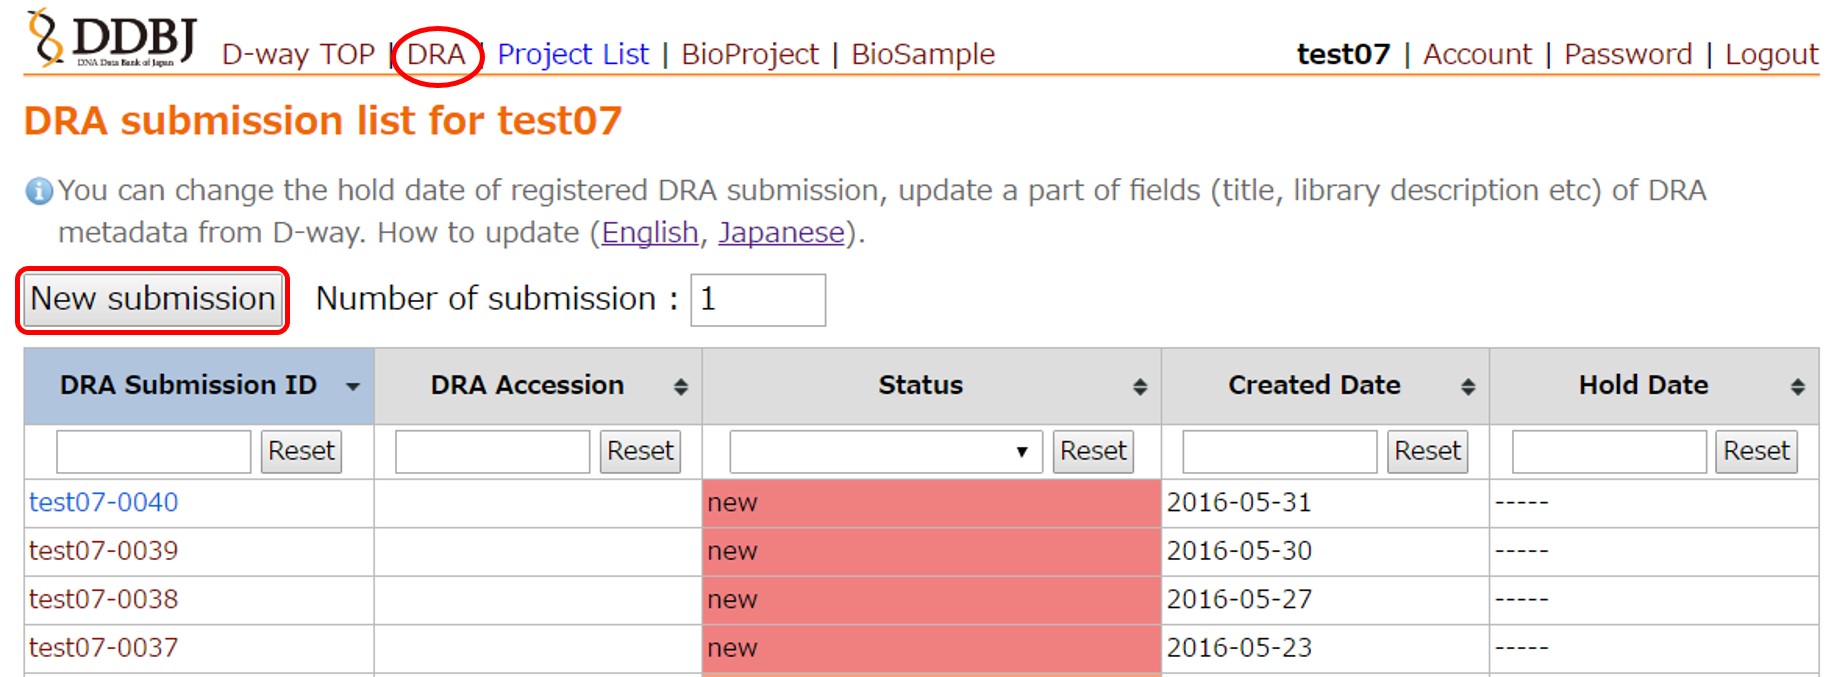 DDBJ
DNA Data Bank of Japan
D-way TOP | DRA | Project List | BioProject | BioSample
test07 | Account | Password | Logout
DRA submission list for test07
You can change the hold date of registered DRA submission, update a part of fields (title, library description etc) of DRA
metadata from D-way. How to update (English, Japanese).
New submission Number of submission : 1
DRA Submission ID DRA Accession Status Created Date Hold Date
Reset Reset Reset Reset Reset
test07-0040 new 2016-05-31 -----
test07-0039 new 2016-05-30 -----
test07-0038 new 2016-05-27 -----
test07-0037 new 2016-05-23 -----